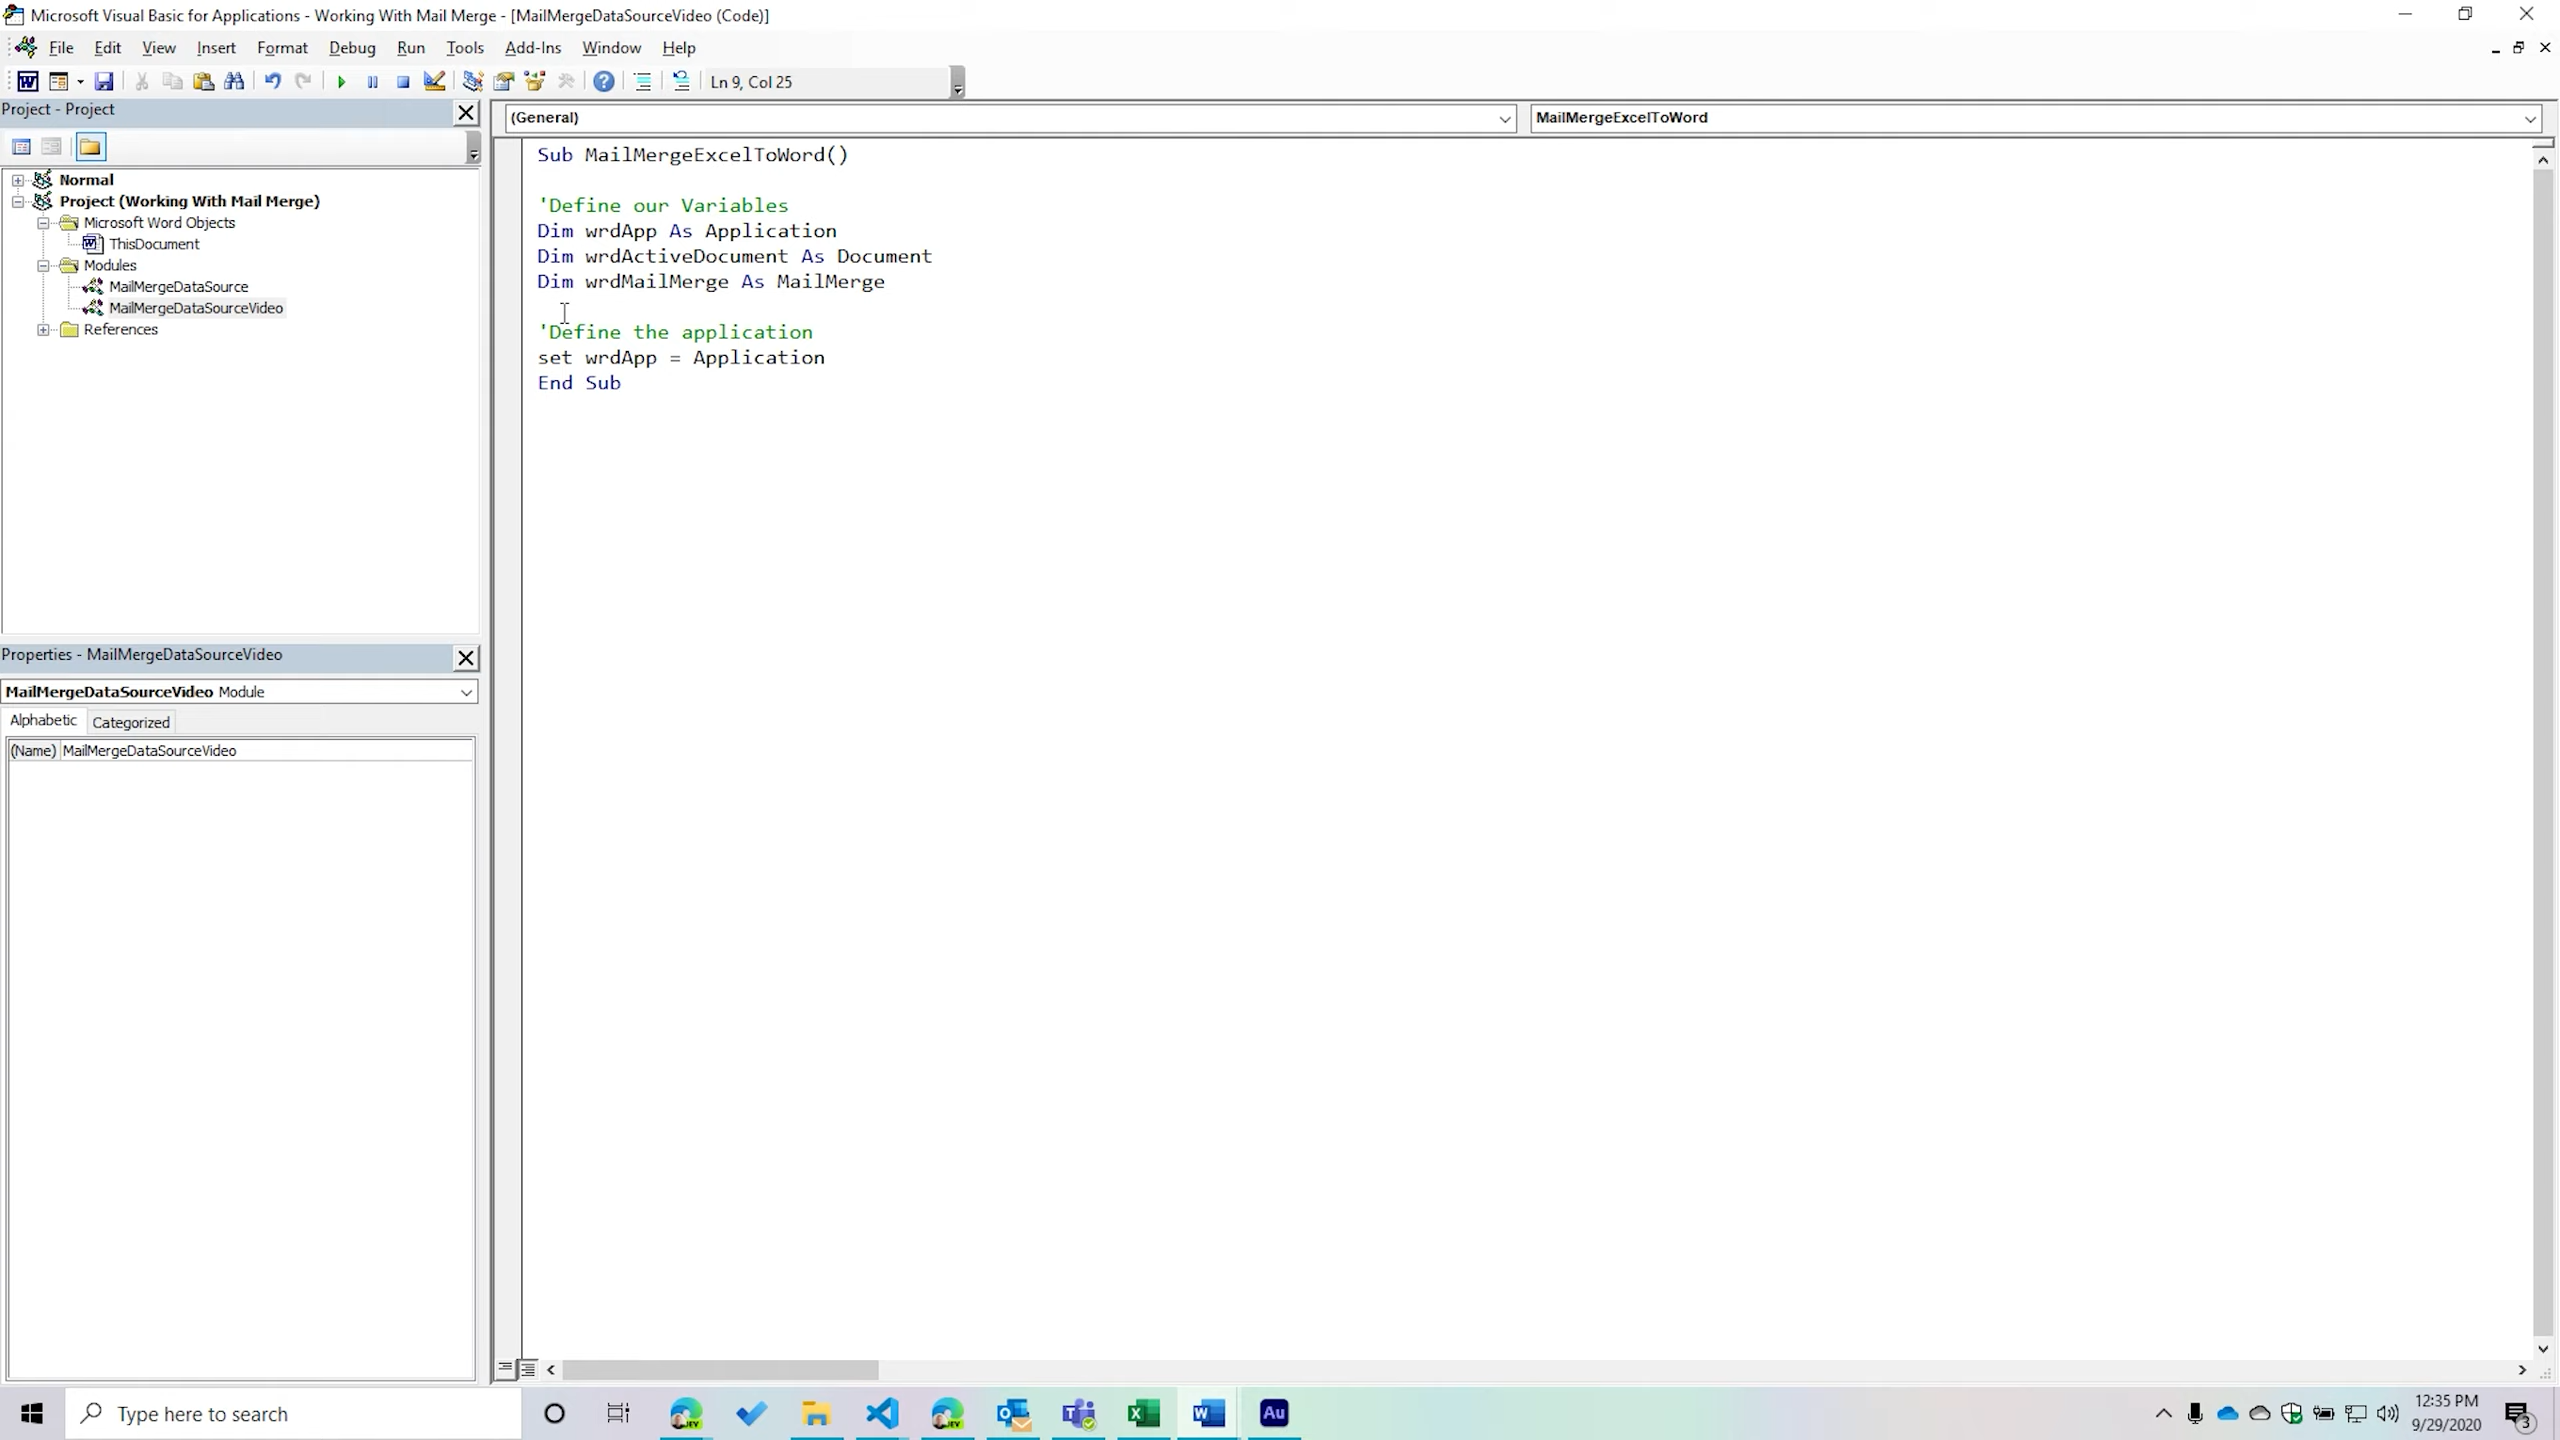 Microsoft Visual Basic for Applications - Working With Mail Merge - [MailMergeDataSourceVideo (Code)]
File Edit View Insert Format Debug Run Tools Add-Ins Window Help
Ln 9, Col 25
Project - Project
(General)
MailMergeExcelToWord
Normal
Project (Working With Mail Merge)
Microsoft Word Objects
ThisDocument
Modules
MailMergeDataSource
MailMergeDataSourceVideo
References
Sub MailMergeExcelToWord()
'Define our Variables
Dim wrdApp As Application
Dim wrdActiveDocument As Document
Dim wrdMailMerge As MailMerge
'Define the application
set wrdApp = Application
End Sub
Properties - MailMergeDataSourceVideo
MailMergeDataSourceVideo Module
Alphabetic Categorized
(Name) MailMergeDataSourceVideo
Type here to search
JEV
JEV
Au
12:35 PM
9/29/2020
3